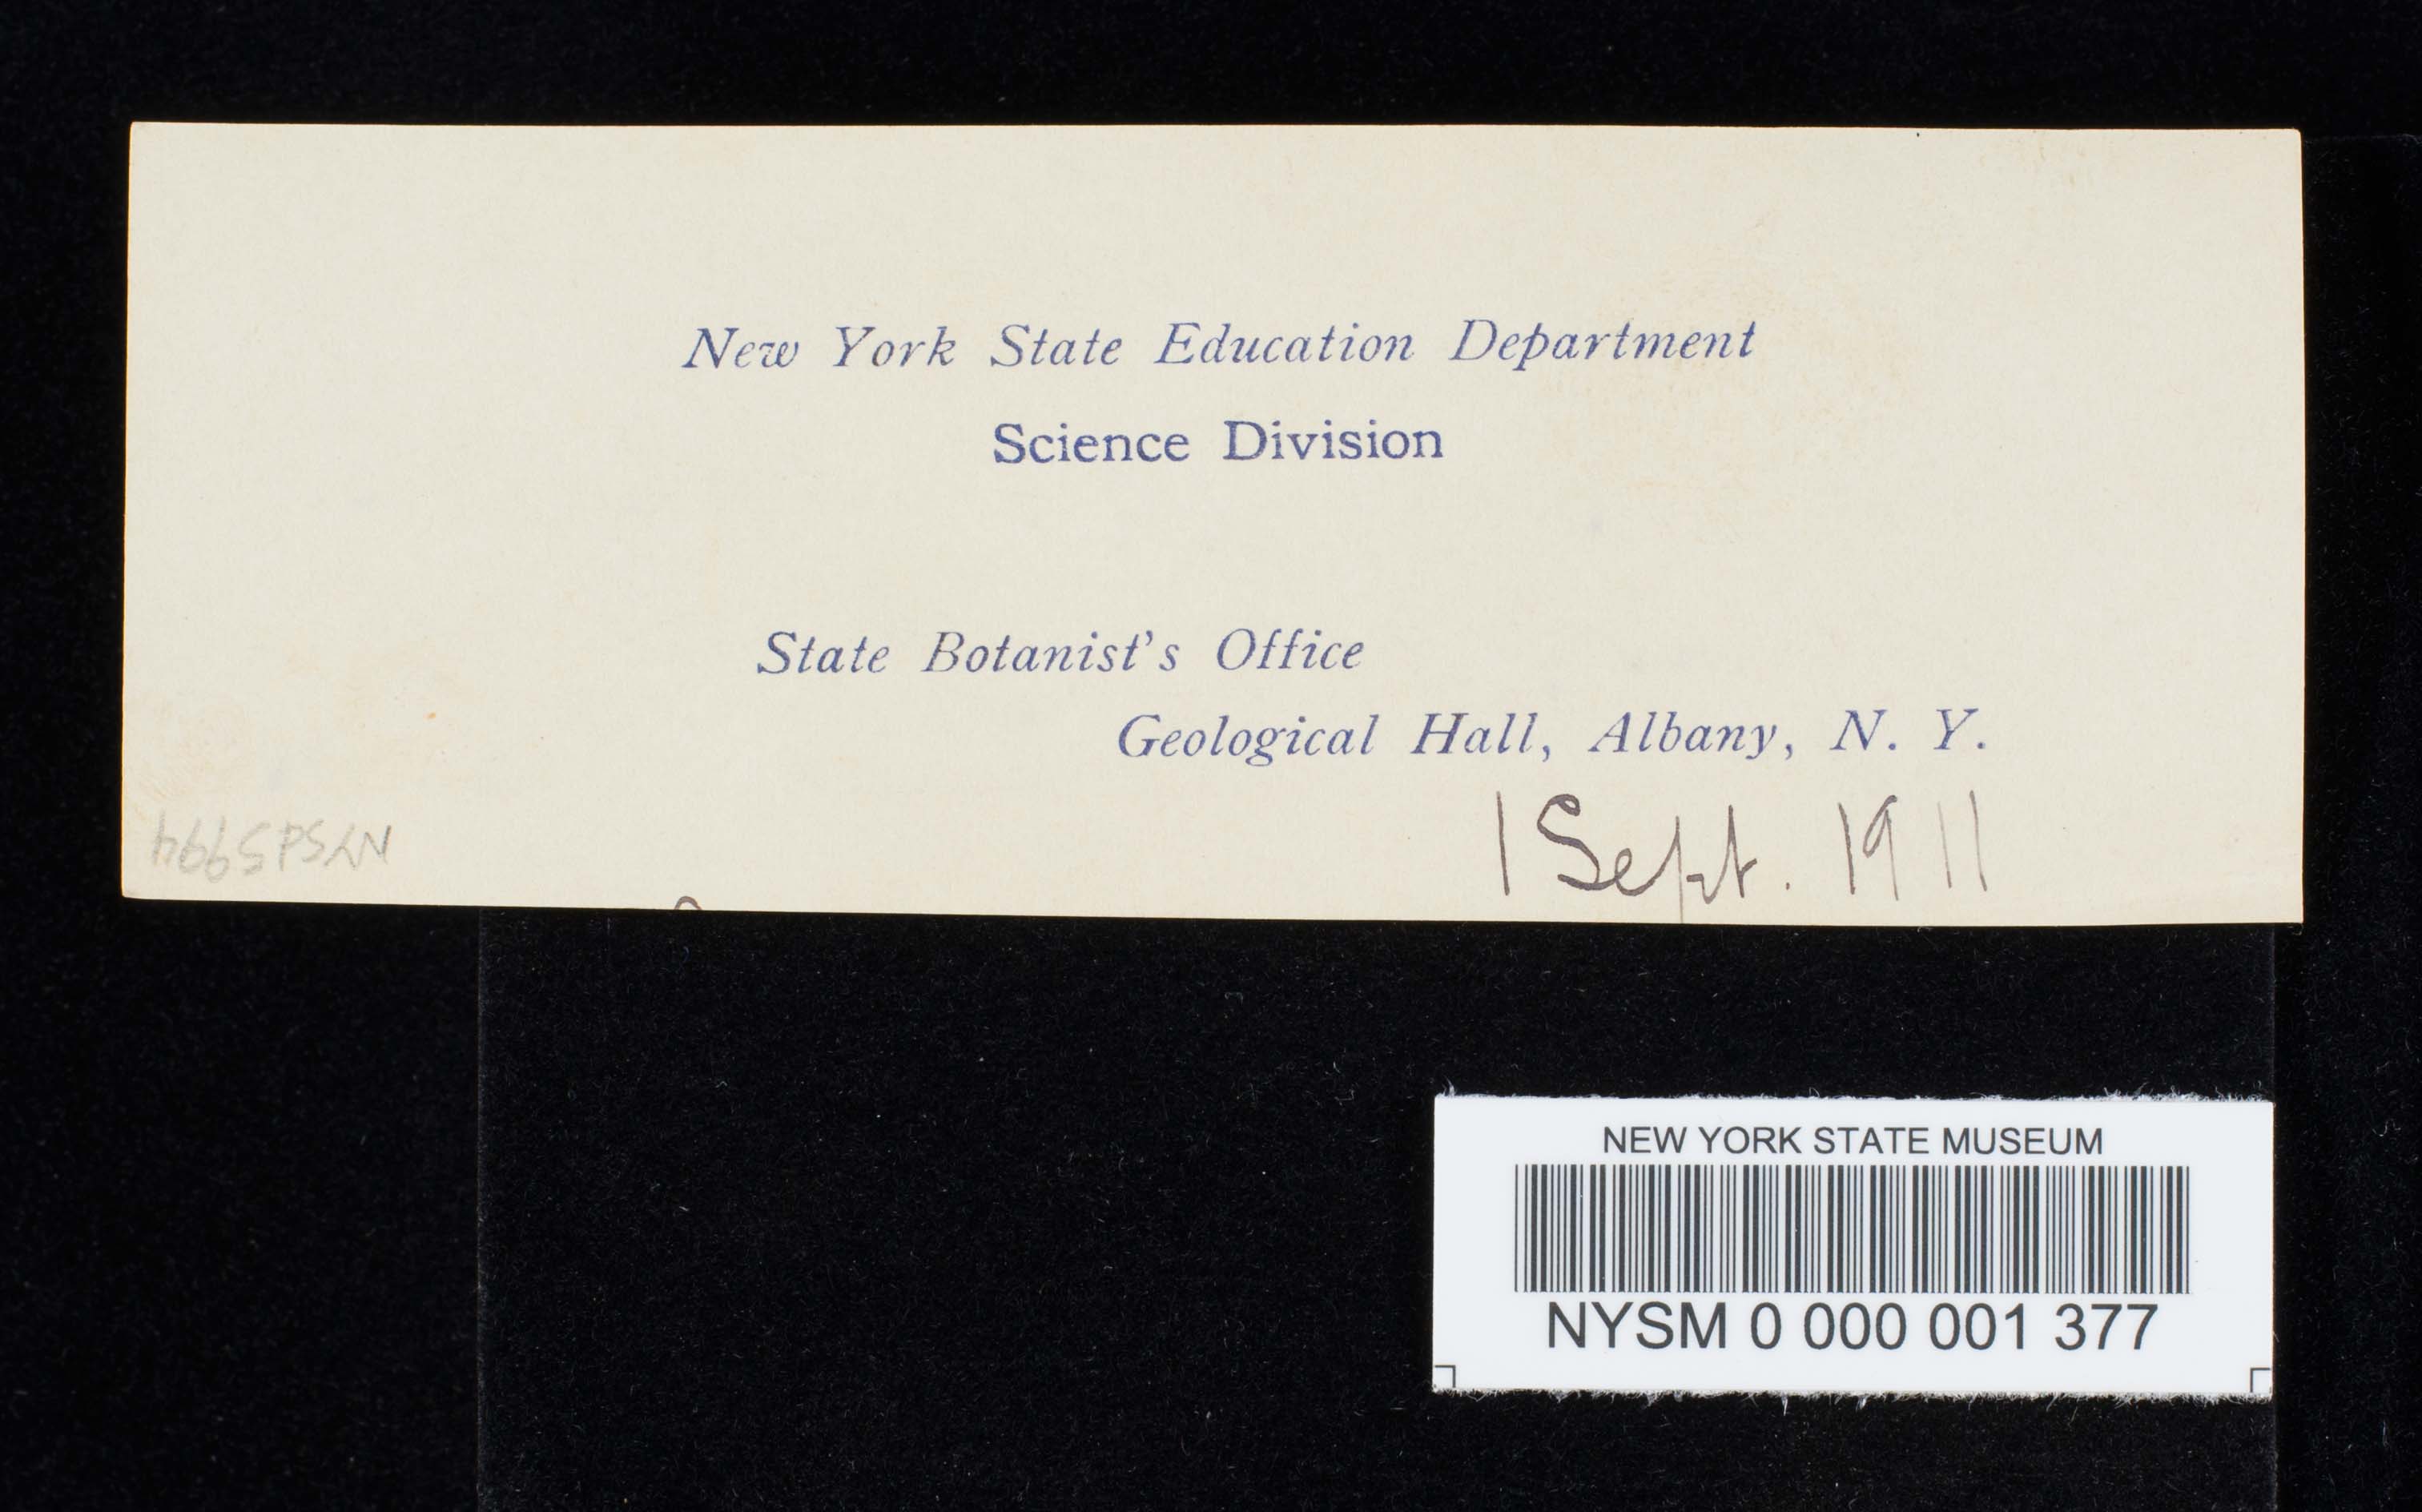 New York State Education Department
Science Division
State Botanist's Office
Geological Hall, Albany, N. Y.
1 Sept. 1911
NYSd5994
NEW YORK STATE MUSEUM
NYSM 0 000 001 377